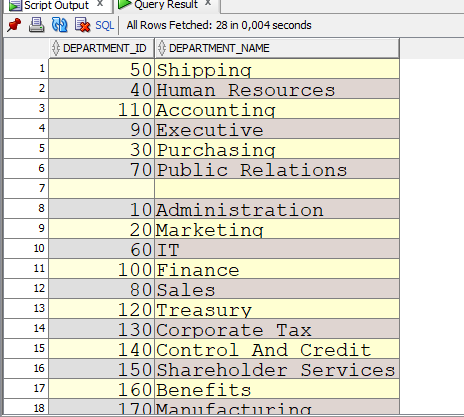 Script Output × Query Result ×
SQL All Rows Fetched: 28 in 0,004 seconds
DEPARTMENT_ID DEPARTMENT_NAME
1 50 Shipping
2 40 Human Resources
3 110 Accounting
4 90 Executive
5 30 Purchasing
6 70 Public Relations
7
8 10 Administration
9 20 Marketing
10 60 IT
11 100 Finance
12 80 Sales
13 120 Treasury
14 130 Corporate Tax
15 140 Control And Credit
16 150 Shareholder Services
17 160 Benefits
18 170 Manufacturing